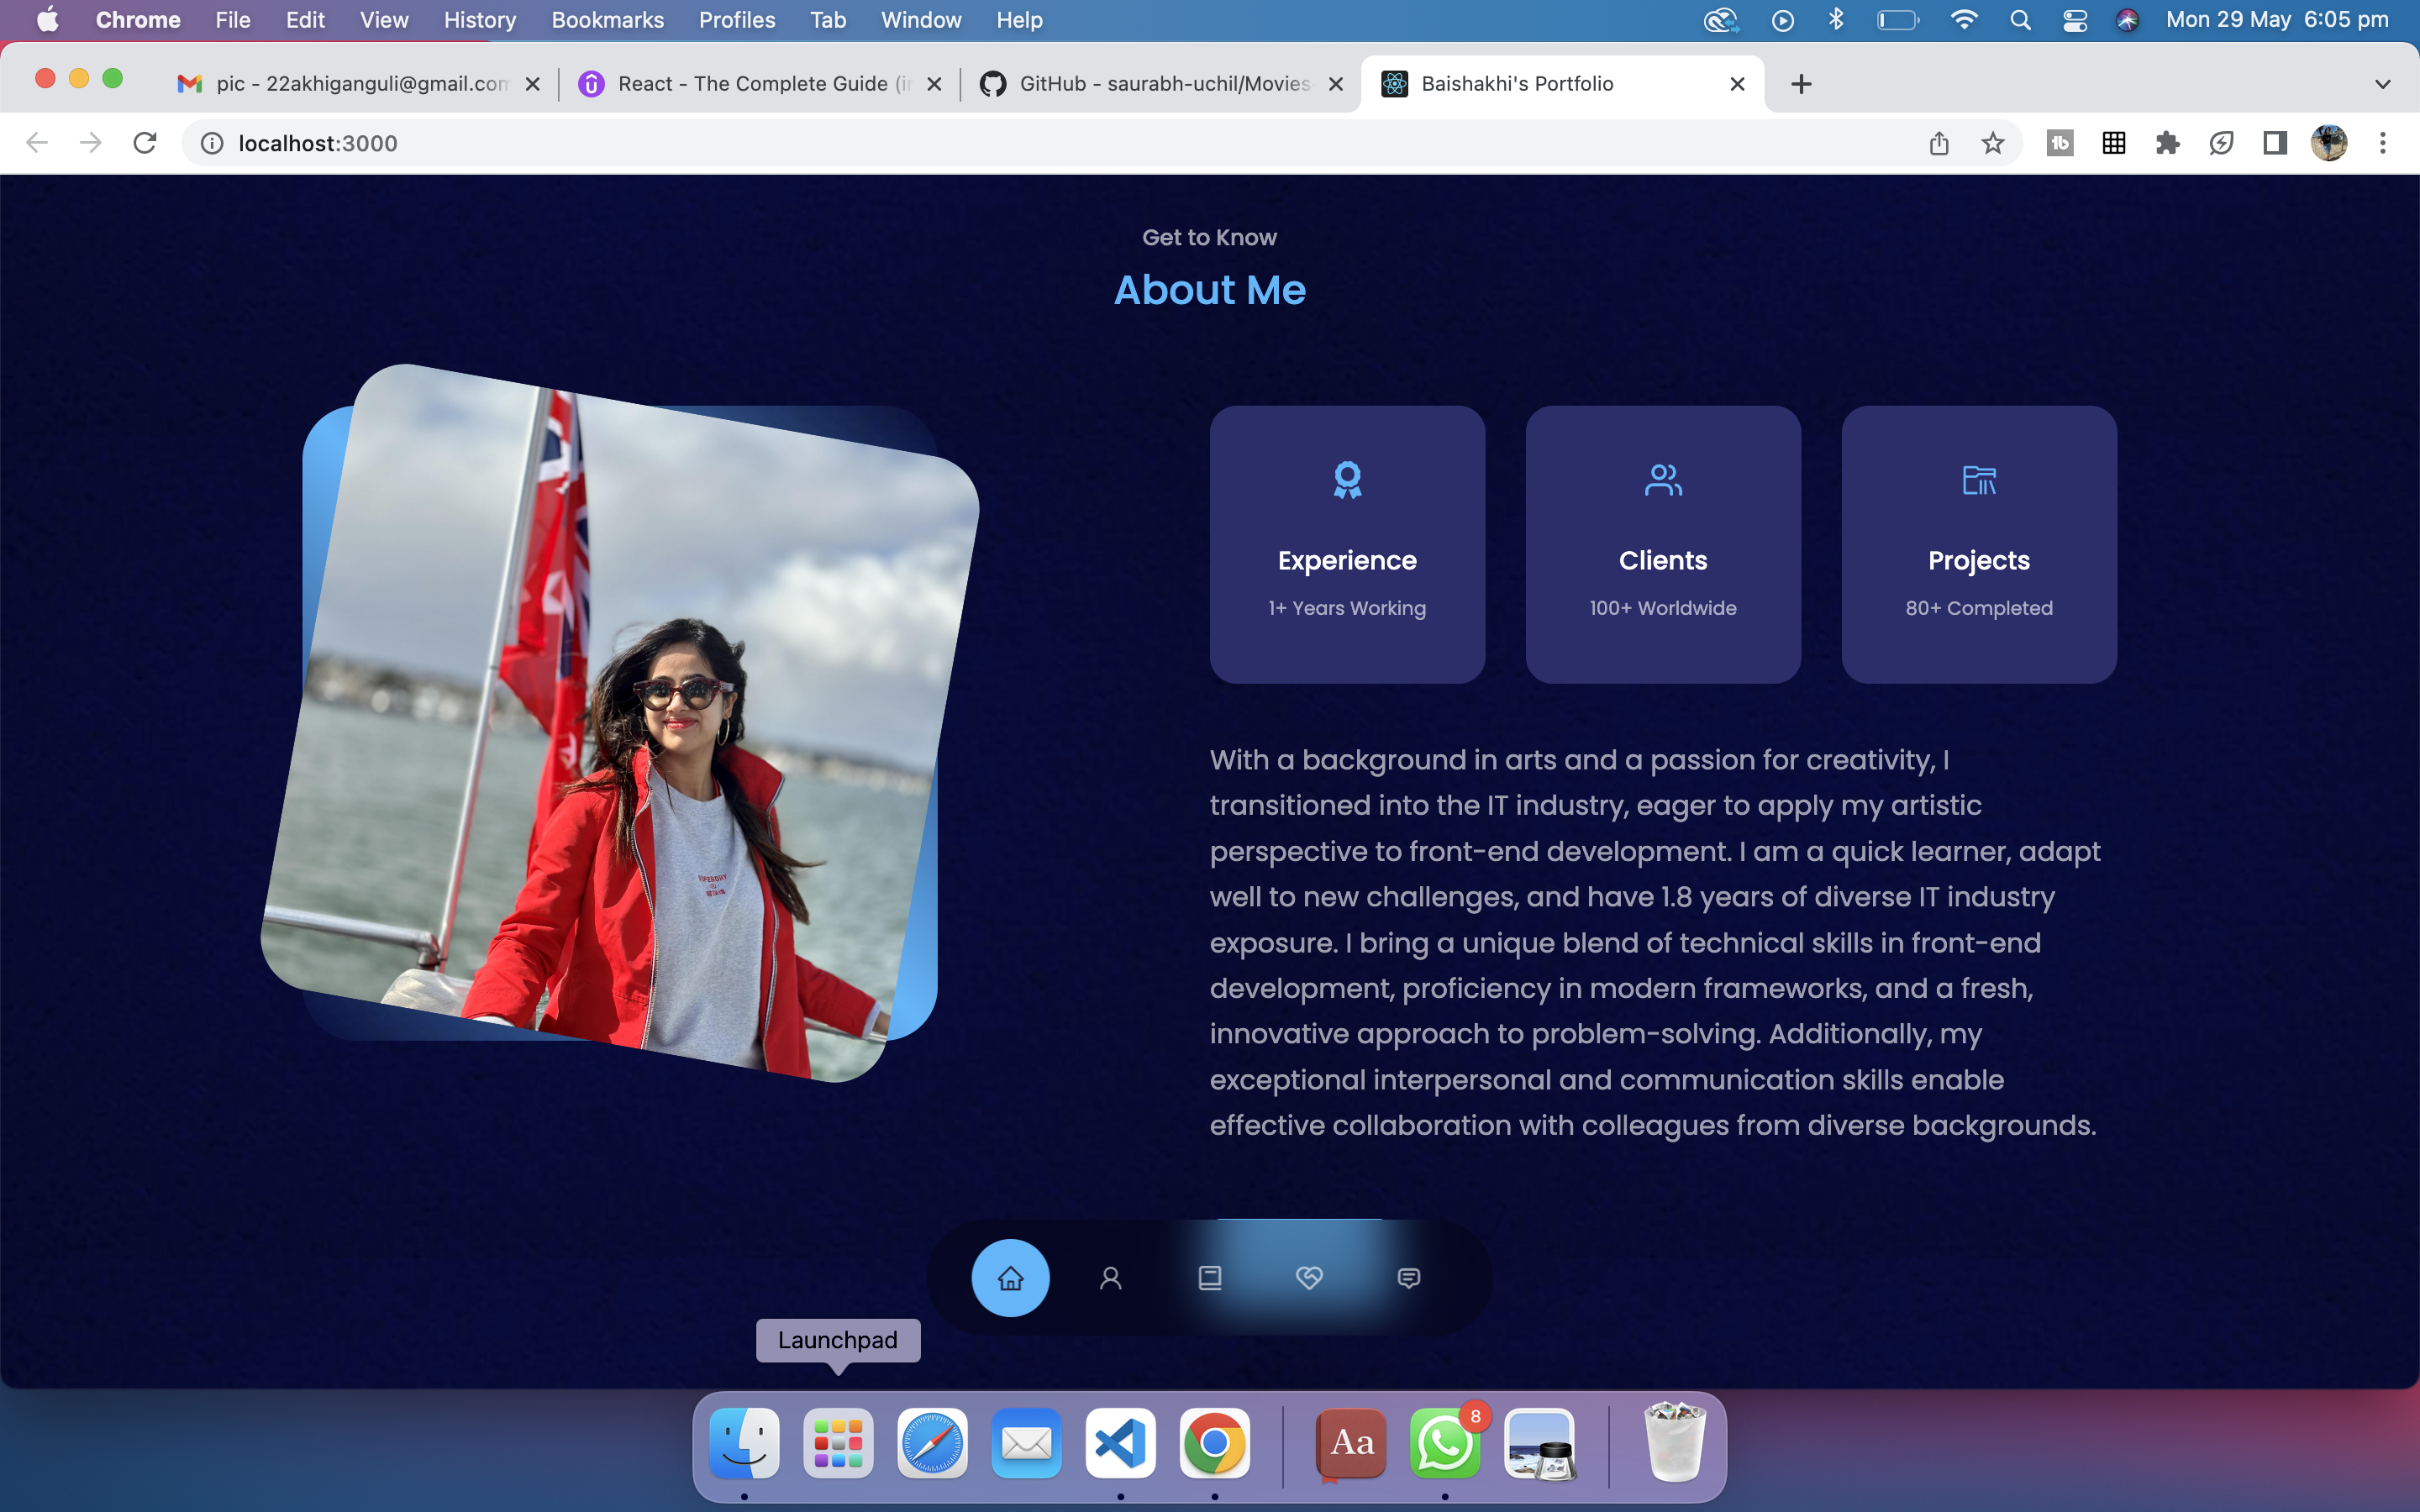 Chrome File Edit View History Bookmarks Profiles Tab Window Help
Mon 29 May 6:05 pm
pic - 22akhiganguli@gmail.com
React - The Complete Guide (in
GitHub - saurabh-uchil/Movies
Baishakhi's Portfolio
localhost:3000
Get to Know
About Me
Experience
1+ Years Working
Clients
100+ Worldwide
Projects
80+ Completed
With a background in arts and a passion for creativity, I
transitioned into the IT industry, eager to apply my artistic
perspective to front-end development. I am a quick learner, adapt
well to new challenges, and have 1.8 years of diverse IT industry
exposure. I bring a unique blend of technical skills in front-end
development, proficiency in modern frameworks, and a fresh,
innovative approach to problem-solving. Additionally, my
exceptional interpersonal and communication skills enable
effective collaboration with colleagues from diverse backgrounds.
Launchpad
Aa
8